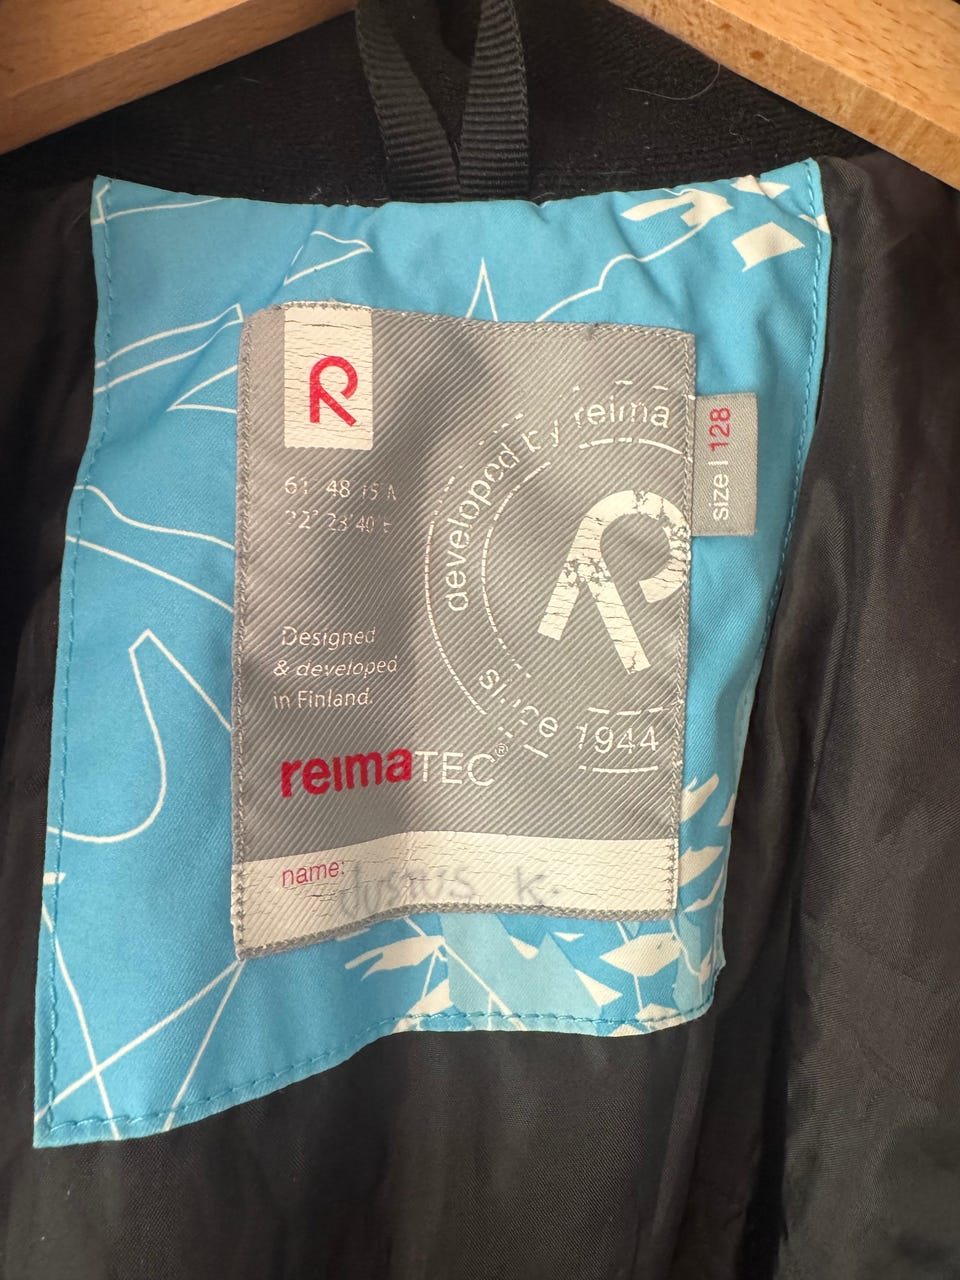 R
61° 48'15"N
22° 23'40"E
developed by reima
since 1944
R
size | 128
Designed
& developed
in Finland.
reimaTEC®
name: Justus K.